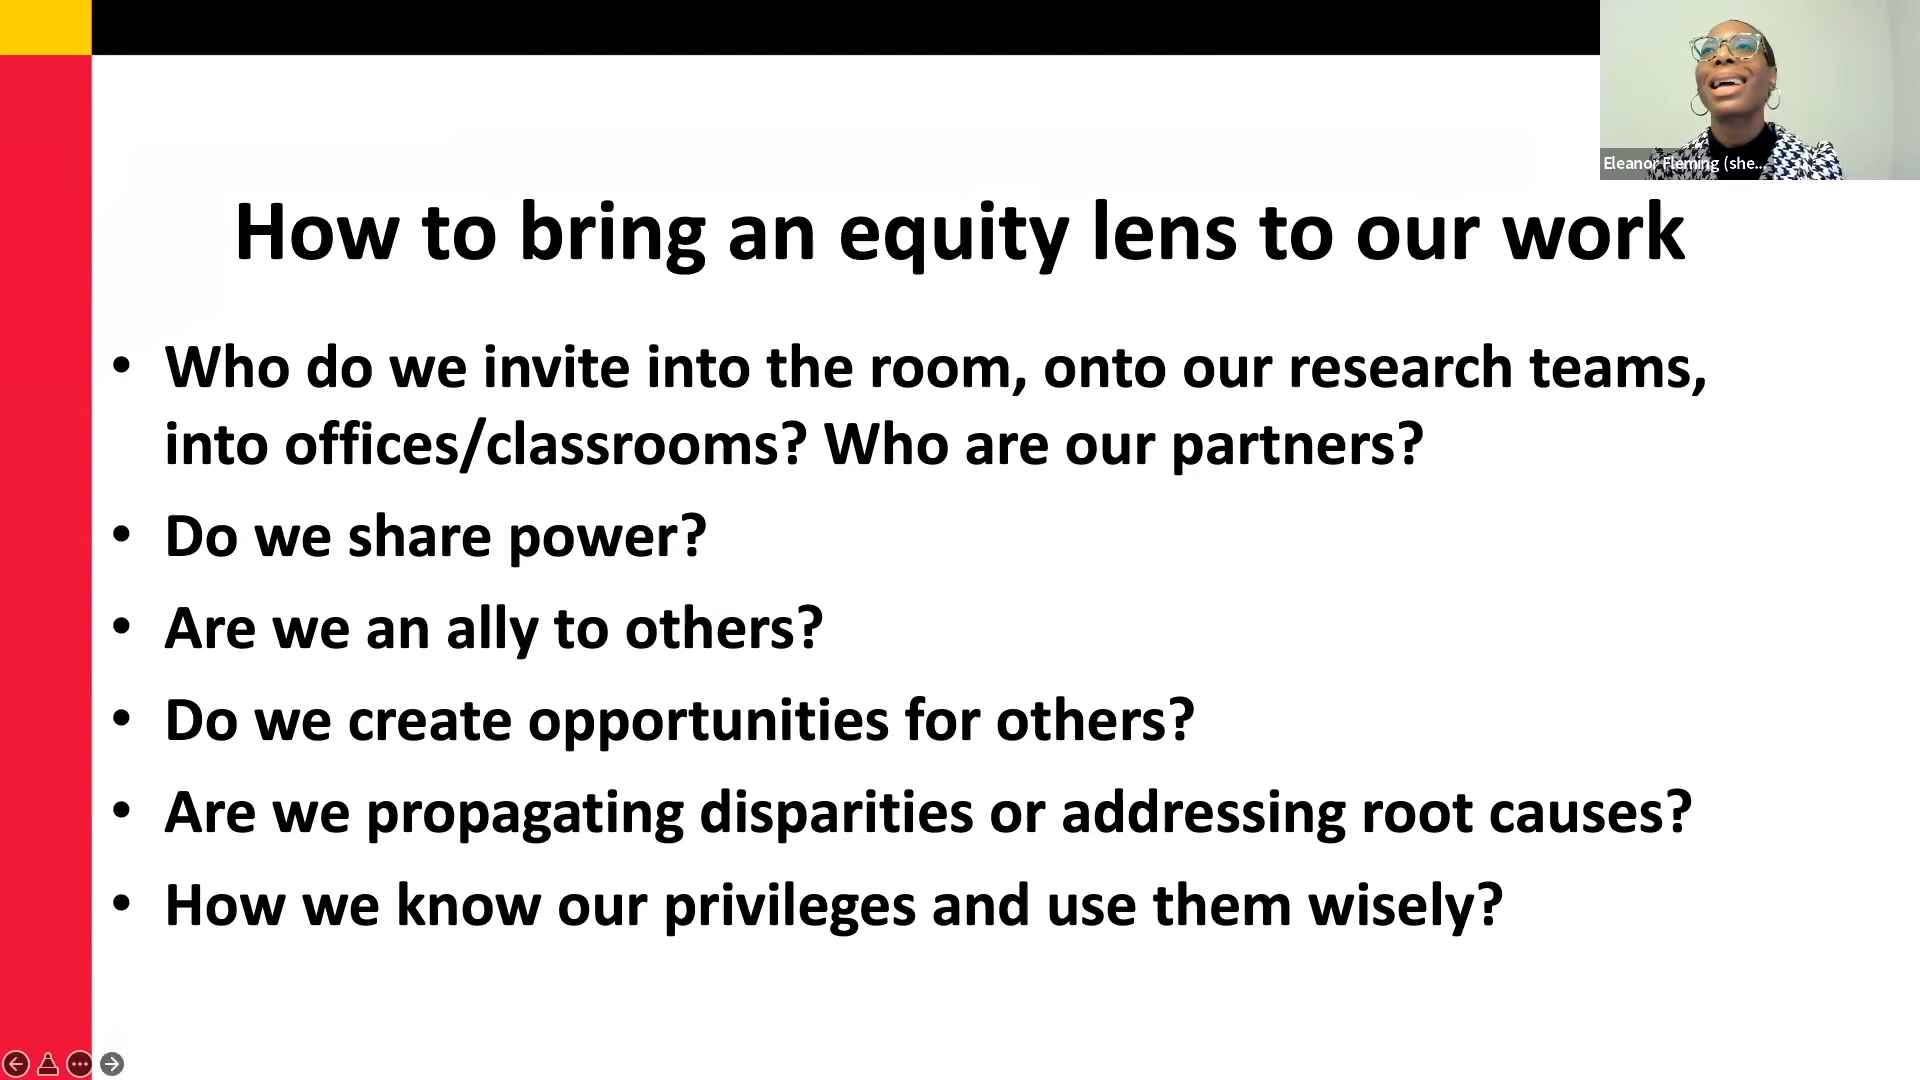 Eleanor Fleming (she...
How to bring an equity lens to our work
• Who do we invite into the room, onto our research teams,
into offices/classrooms? Who are our partners?
• Do we share power?
• Are we an ally to others?
• Do we create opportunities for others?
• Are we propagating disparities or addressing root causes?
• How we know our privileges and use them wisely?